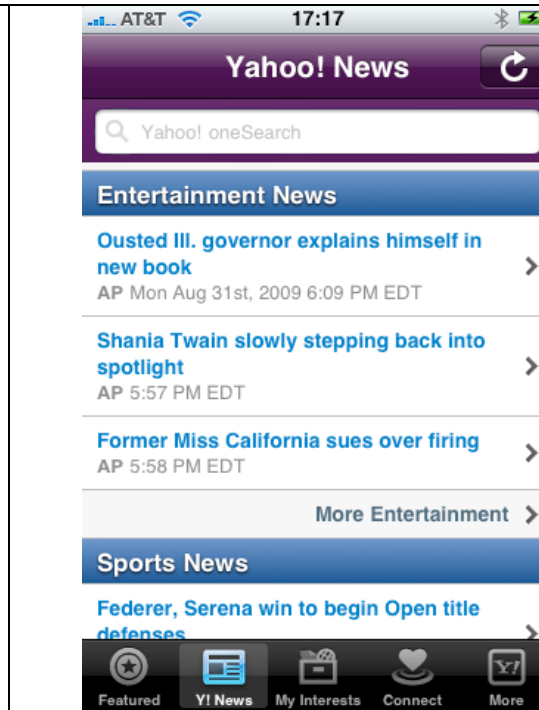 AT&T 17:17
Yahoo! News
Yahoo! oneSearch
Entertainment News
Ousted Ill. governor explains himself in
new book
AP Mon Aug 31st, 2009 6:09 PM EDT
Shania Twain slowly stepping back into
spotlight
AP 5:57 PM EDT
Former Miss California sues over firing
AP 5:58 PM EDT
More Entertainment
Sports News
Federer, Serena win to begin Open title
defenses
Y!
Featured Y! News My Interests Connect More